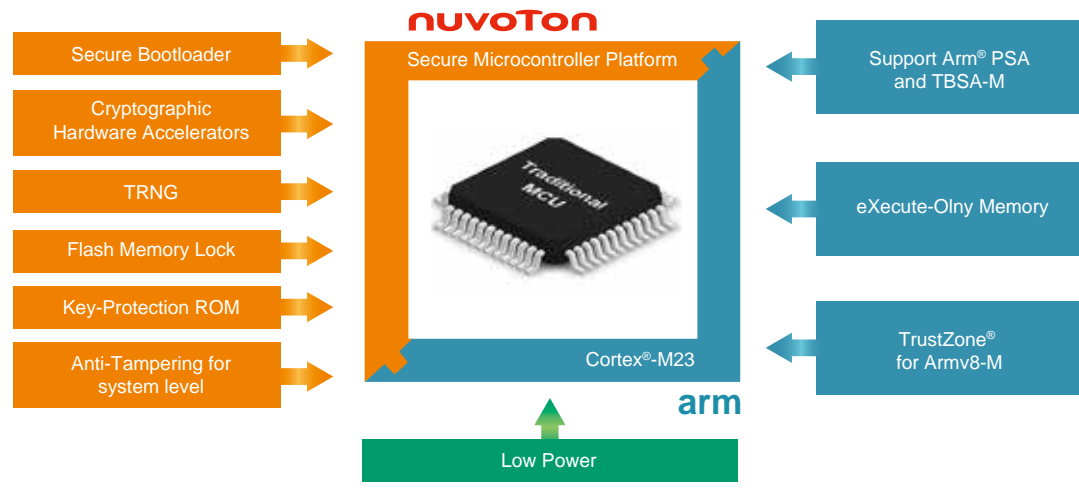 nuvoTon
Secure Bootloader
Cryptographic
Hardware Accelerators
TRNG
Flash Memory Lock
Key-Protection ROM
Anti-Tampering for
system level
Secure Microcontroller Platform
Traditional
MCU
Cortex®-M23
arm
Low Power
Support Arm® PSA
and TBSA-M
eXecute-Olny Memory
TrustZone®
for Armv8-M